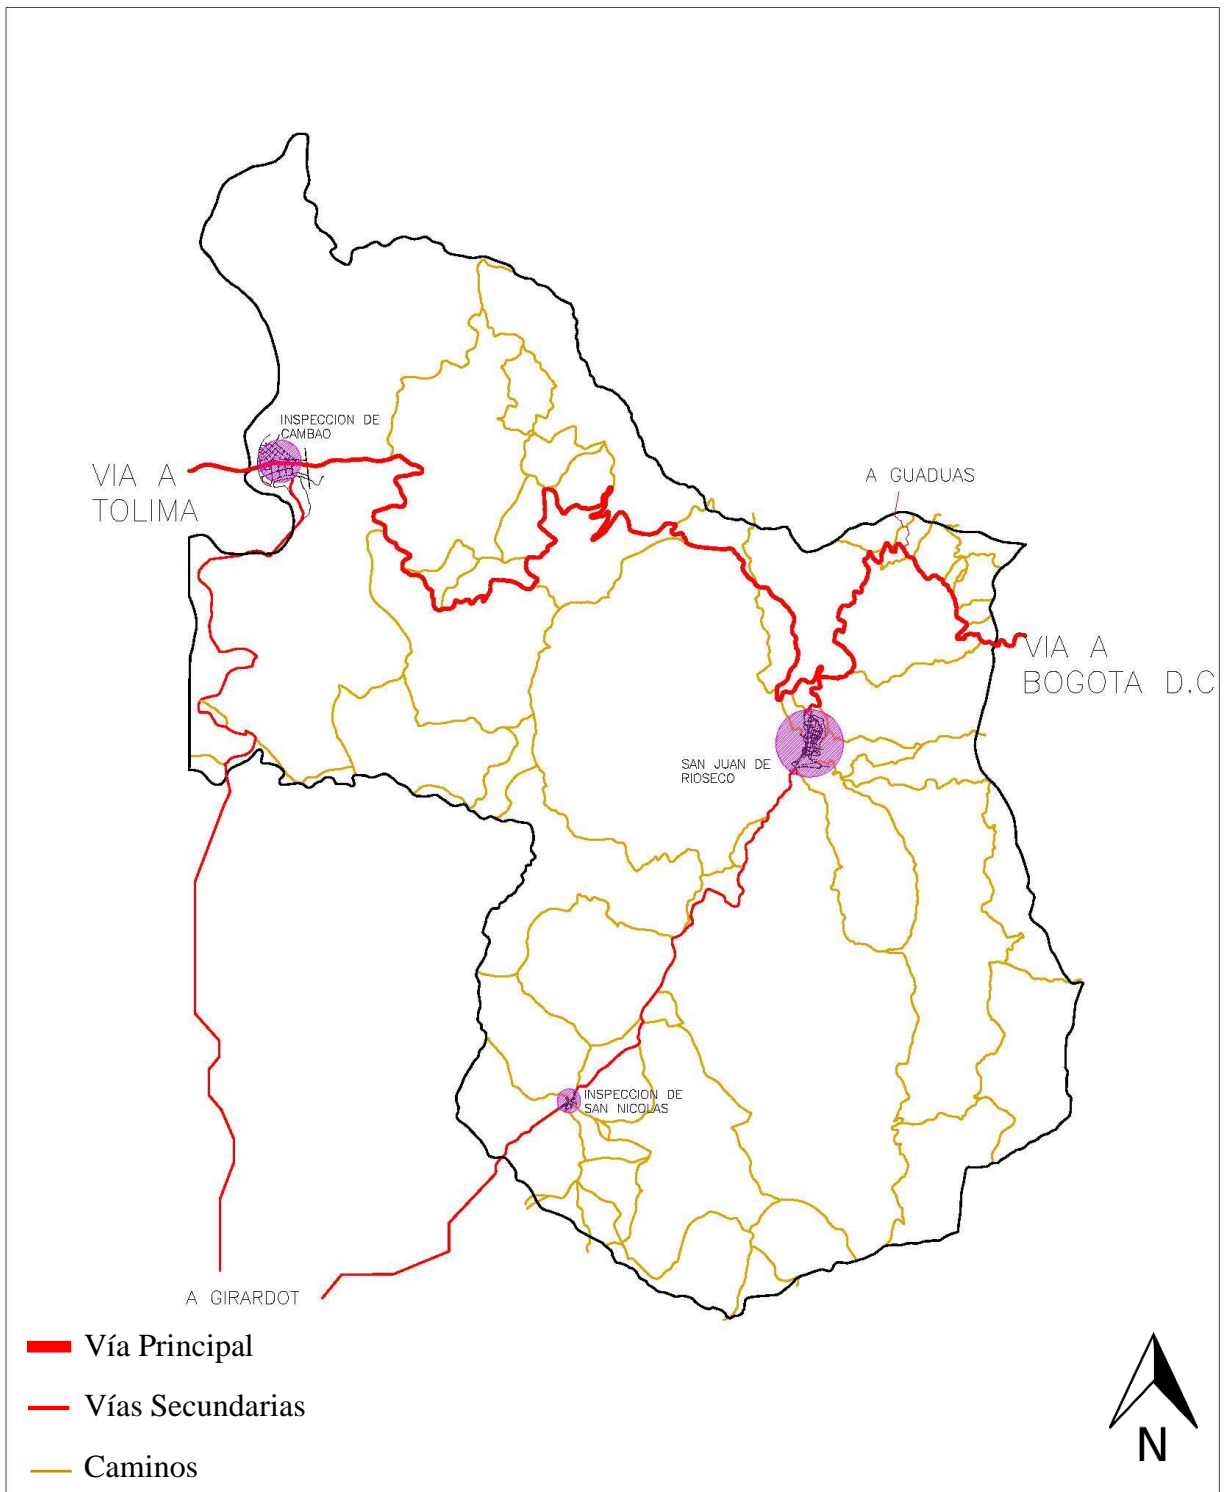 INSPECCION DE
CAMBAO
VIA A
TOLIMA
A GUADUAS
VIA A
BOGOTA D.C
SAN JUAN DE
RIOSECO
INSPECCION DE
SAN NICOLAS
A GIRARDOT
Vía Principal
Vías Secundarias
Caminos
N